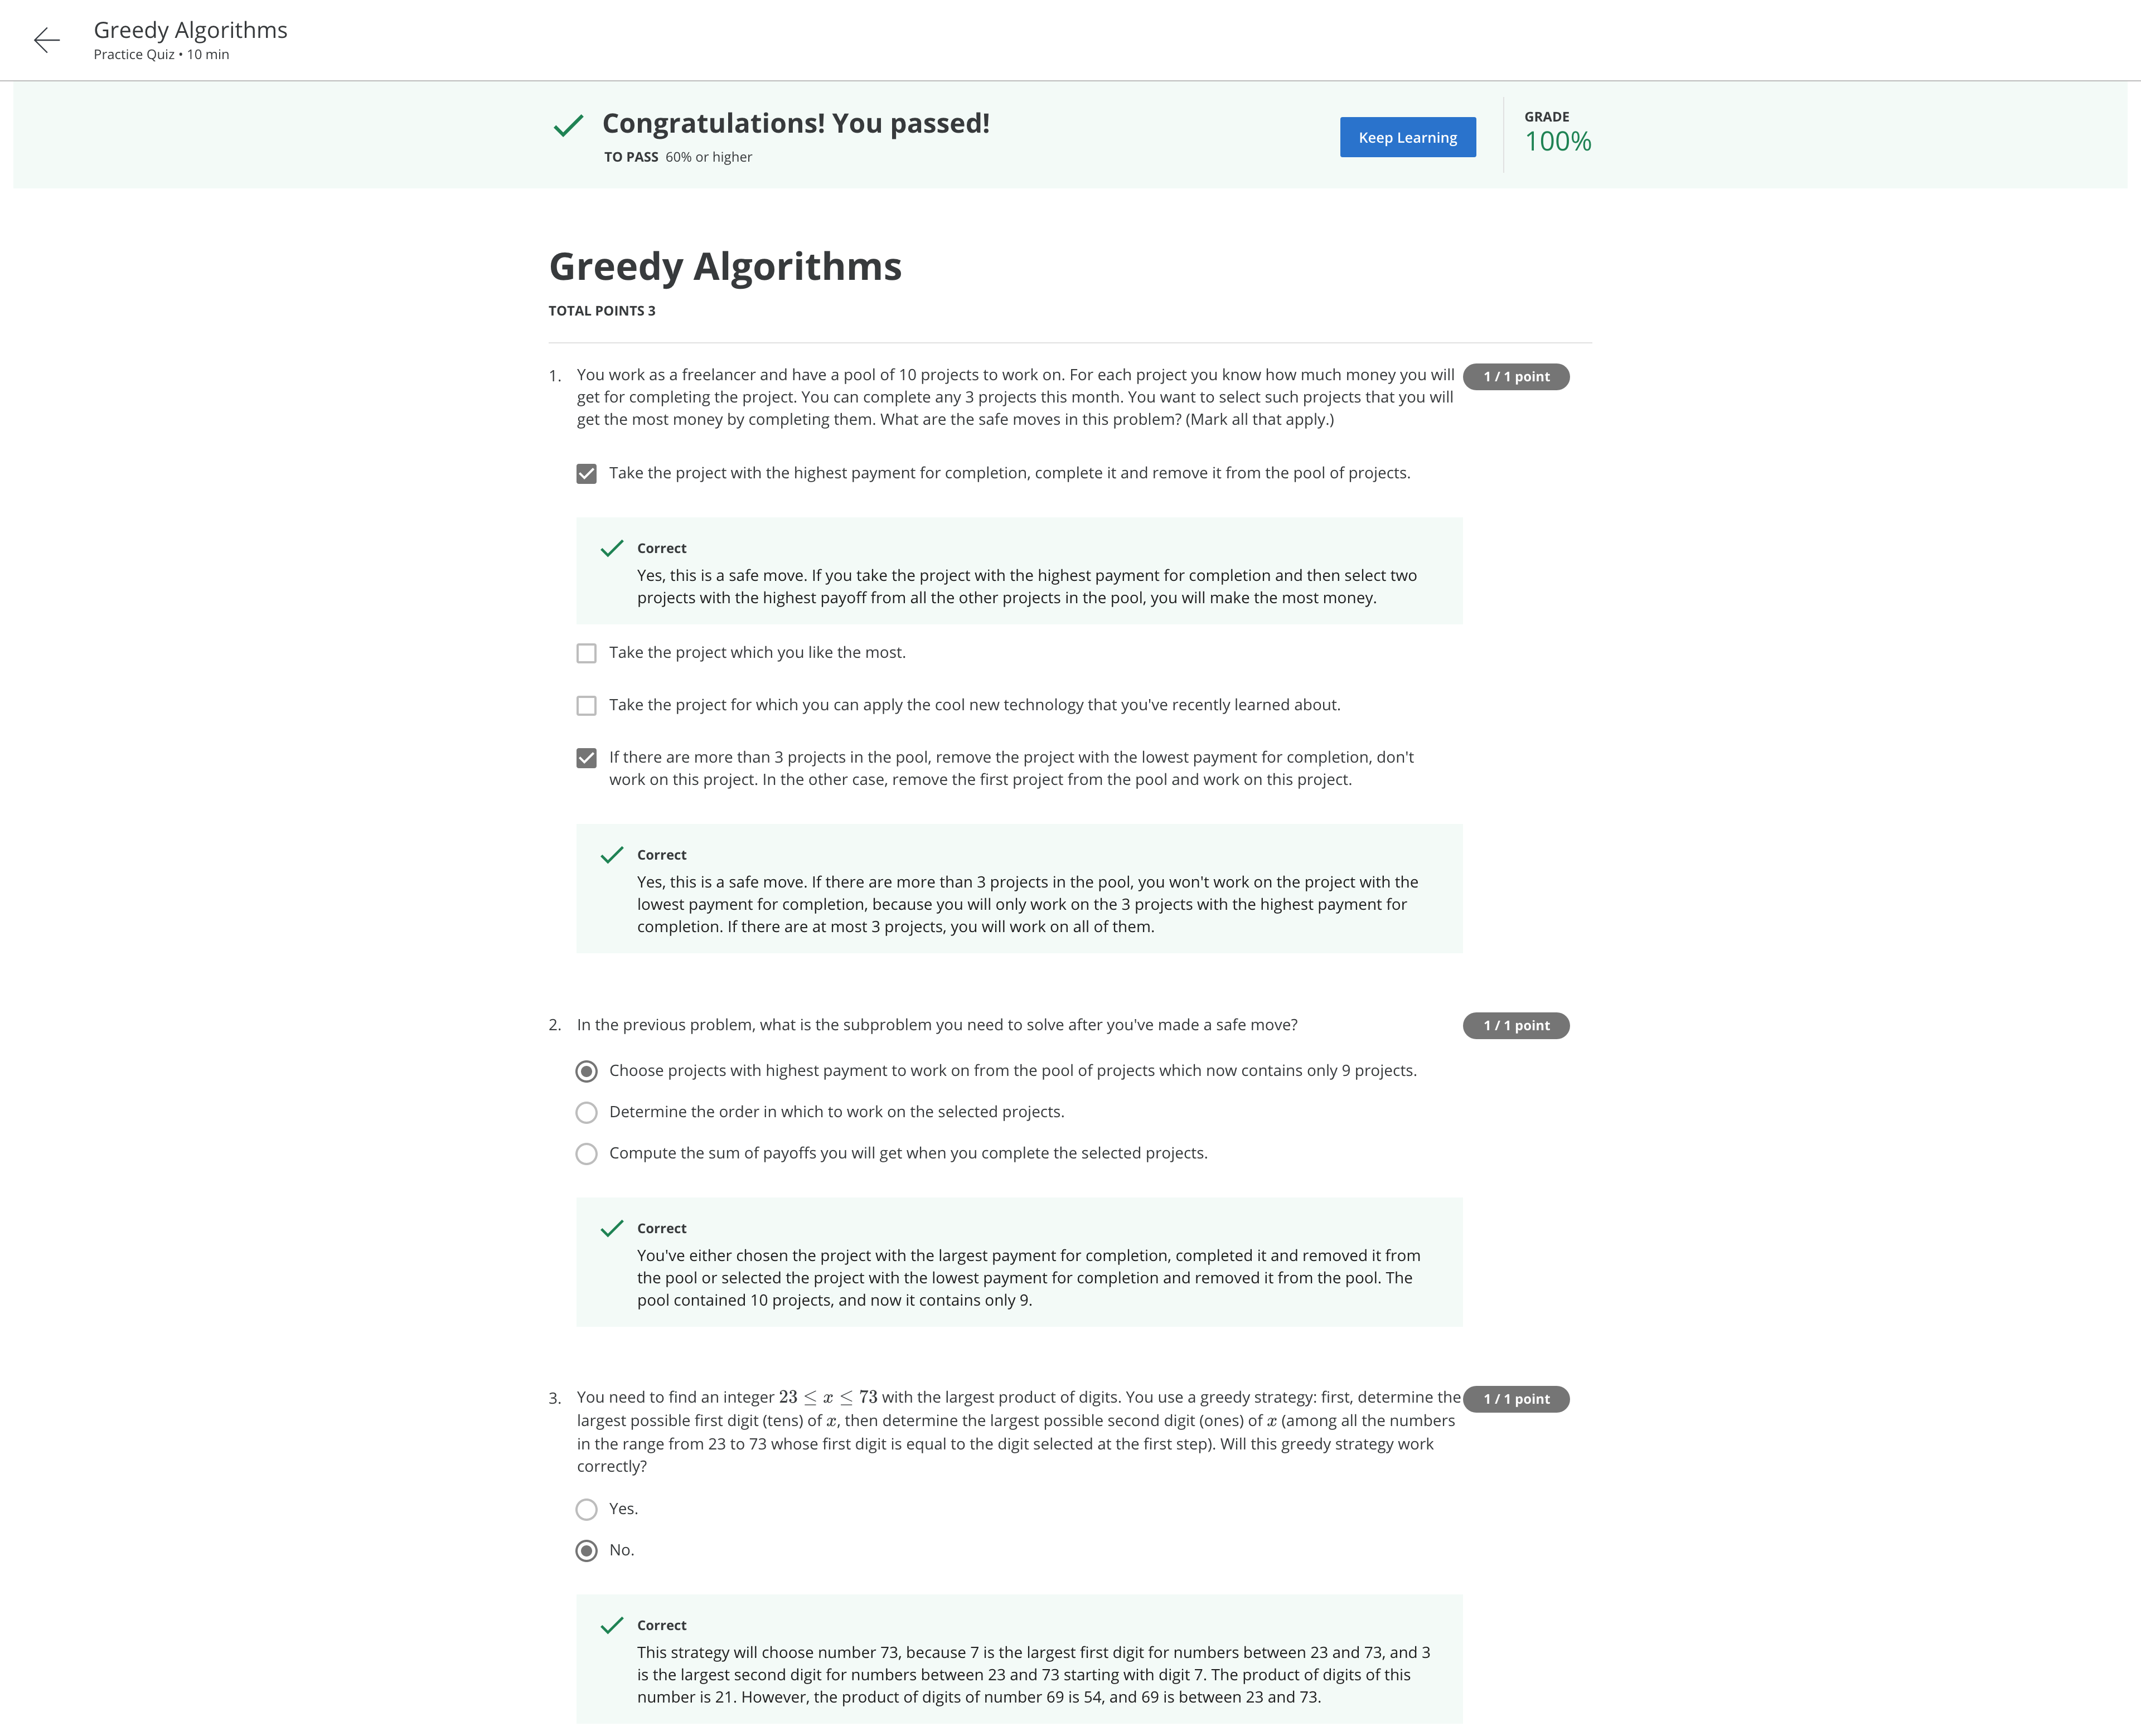 Greedy Algorithms
Practice Quiz • 10 min
Congratulations! You passed!
TO PASS 60% or higher
Keep Learning
GRADE
100%
Greedy Algorithms
TOTAL POINTS 3
1. You work as a freelancer and have a pool of 10 projects to work on. For each project you know how much money you will
get for completing the project. You can complete any 3 projects this month. You want to select such projects that you will
get the most money by completing them. What are the safe moves in this problem? (Mark all that apply.)
1 / 1 point
Take the project with the highest payment for completion, complete it and remove it from the pool of projects.
Correct
Yes, this is a safe move. If you take the project with the highest payment for completion and then select two
projects with the highest payoff from all the other projects in the pool, you will make the most money.
Take the project which you like the most.
Take the project for which you can apply the cool new technology that you've recently learned about.
If there are more than 3 projects in the pool, remove the project with the lowest payment for completion, don't
work on this project. In the other case, remove the first project from the pool and work on this project.
Correct
Yes, this is a safe move. If there are more than 3 projects in the pool, you won't work on the project with the
lowest payment for completion, because you will only work on the 3 projects with the highest payment for
completion. If there are at most 3 projects, you will work on all of them.
2. In the previous problem, what is the subproblem you need to solve after you've made a safe move?
1 / 1 point
Choose projects with highest payment to work on from the pool of projects which now contains only 9 projects.
Determine the order in which to work on the selected projects.
Compute the sum of payoffs you will get when you complete the selected projects.
Correct
You've either chosen the project with the largest payment for completion, completed it and removed it from
the pool or selected the project with the lowest payment for completion and removed it from the pool. The
pool contained 10 projects, and now it contains only 9.
3. You need to find an integer 23 ≤ x ≤ 73 with the largest product of digits. You use a greedy strategy: first, determine the
largest possible first digit (tens) of x, then determine the largest possible second digit (ones) of x (among all the numbers
in the range from 23 to 73 whose first digit is equal to the digit selected at the first step). Will this greedy strategy work
correctly?
1 / 1 point
Yes.
No.
Correct
This strategy will choose number 73, because 7 is the largest first digit for numbers between 23 and 73, and 3
is the largest second digit for numbers between 23 and 73 starting with digit 7. The product of digits of this
number is 21. However, the product of digits of number 69 is 54, and 69 is between 23 and 73.